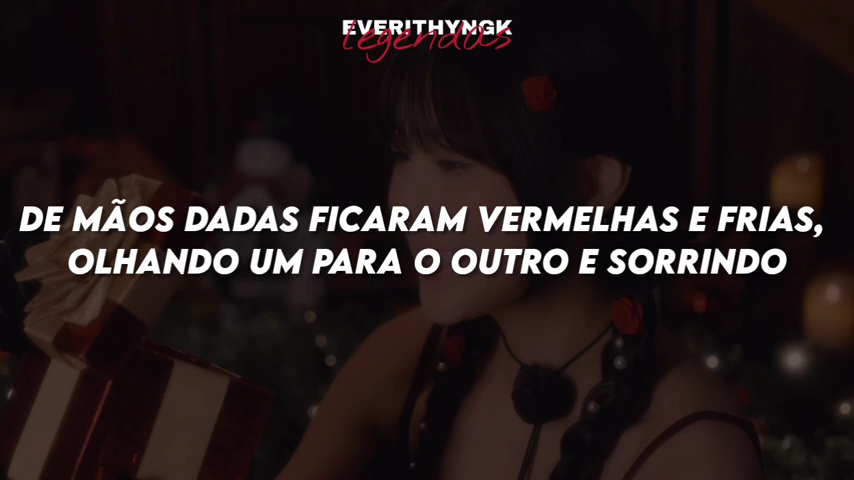 EVERITHYNGK
legendas
DE MÃOS DADAS FICARAM VERMELHAS E FRIAS,
OLHANDO UM PARA O OUTRO E SORRINDO